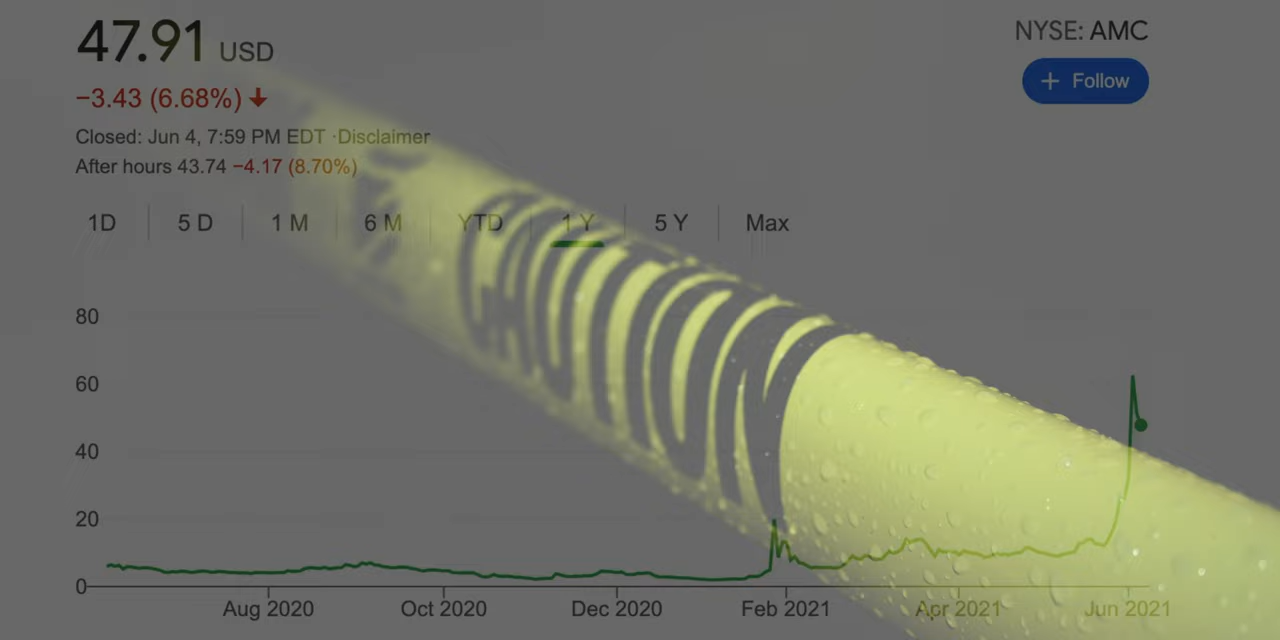 47.91 USD
NYSE: AMC
+ Follow
−3.43 (6.68%) ↓
Closed: Jun 4, 7:59 PM EDT · Disclaimer
After hours 43.74 −4.17 (8.70%)
1D 5 D 1 M 6 M YTD 1 Y 5 Y Max
80
60
40
20
0
Aug 2020 Oct 2020 Dec 2020 Feb 2021 Apr 2021 Jun 2021